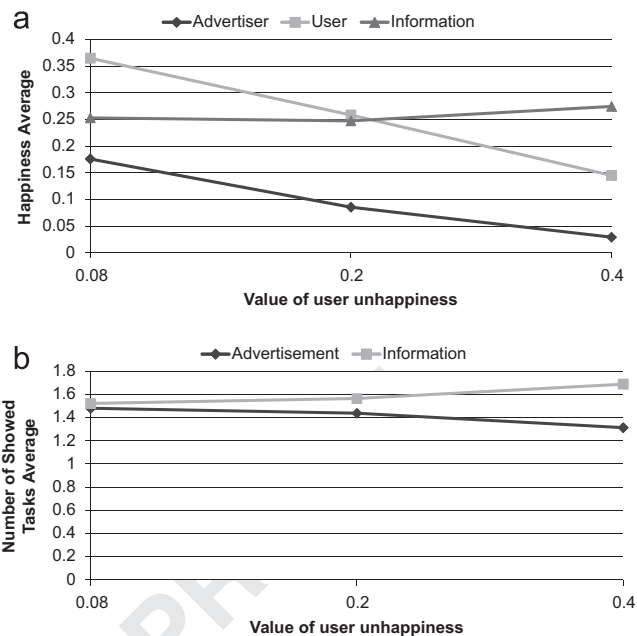 a
Advertiser User Information
Happiness Average
0.4
0.35
0.3
0.25
0.2
0.15
0.1
0.05
0
0.08 0.2 0.4
Value of user unhappiness
b
Advertisement Information
Number of Showed
Tasks Average
1.8
1.6
1.4
1.2
1
0.8
0.6
0.4
0.2
0
0.08 0.2 0.4
Value of user unhappiness